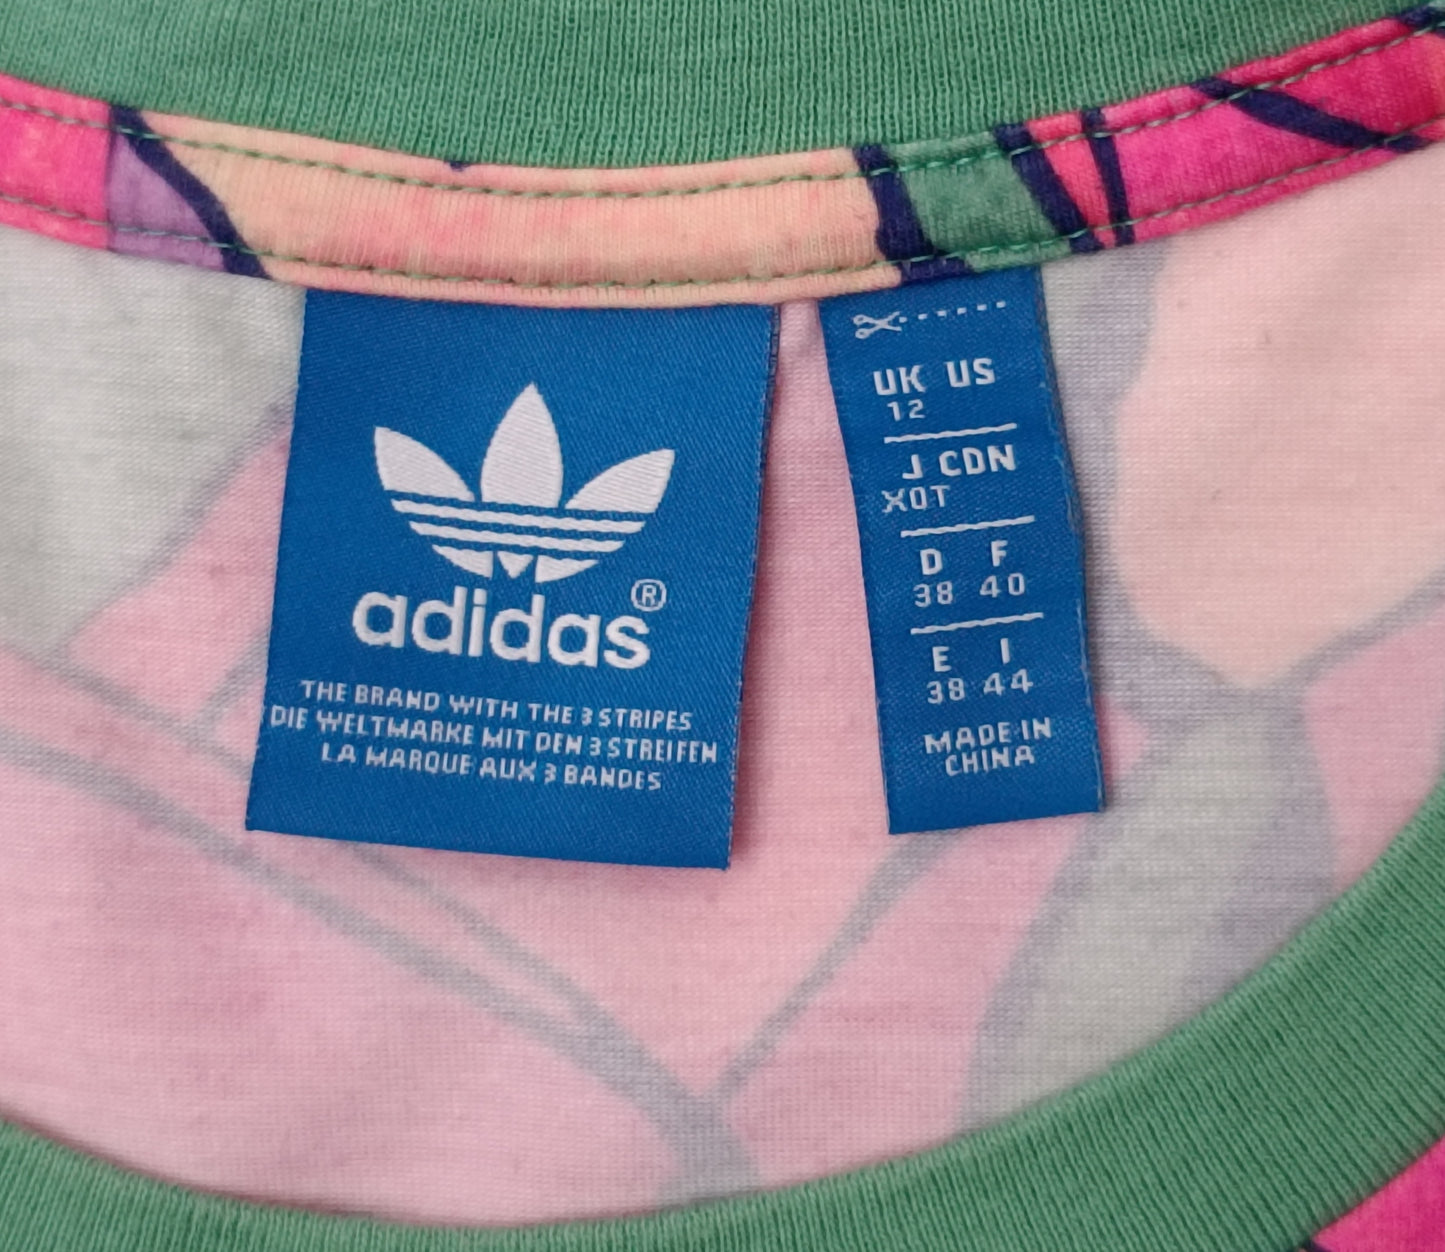 adidas®
THE BRAND WITH THE 3 STRIPES
DIE WELTMARKE MIT DEN 3 STREIFEN
LA MARQUE AUX 3 BANDES
UK US
12
J CDN
XOT
D F
38 40
E I
38 44
MADE IN
CHINA